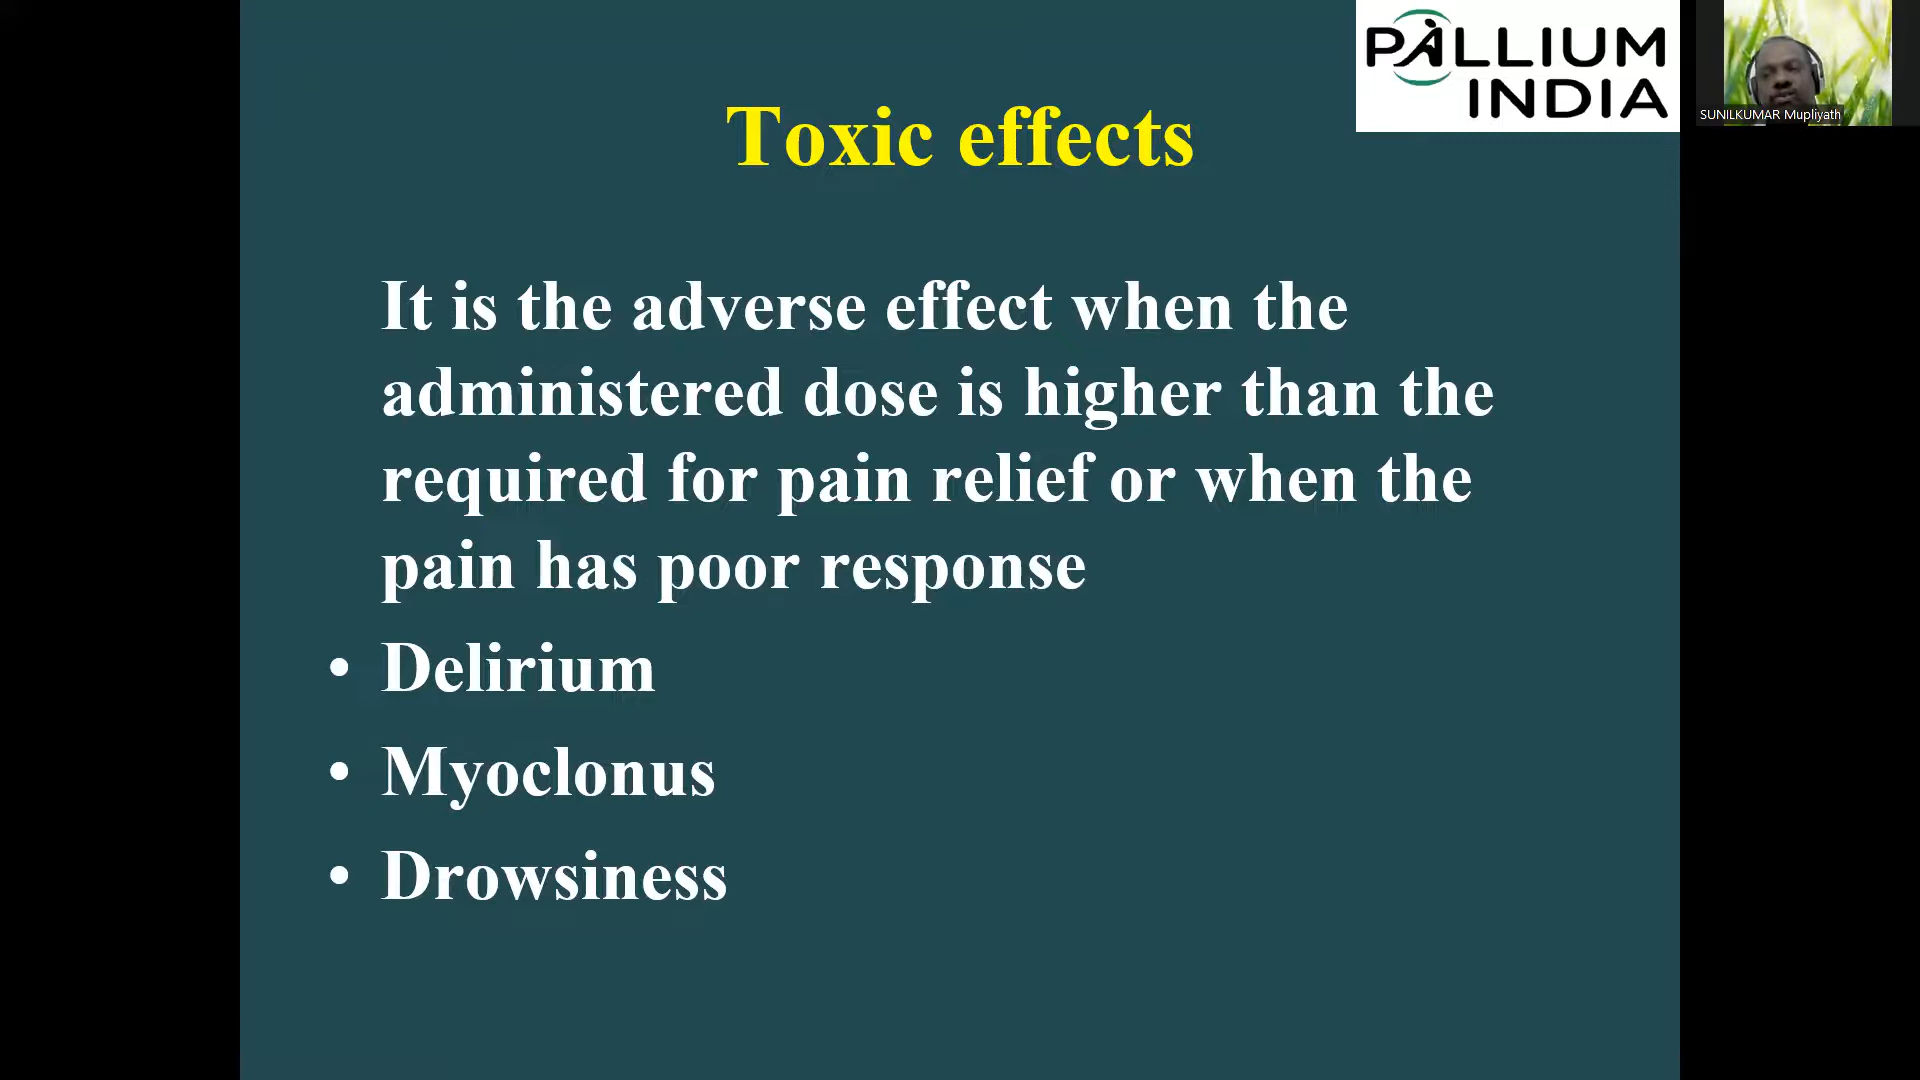 PALLIUM
INDIA
SUNILKUMAR Mupliyath
Toxic effects
It is the adverse effect when the
administered dose is higher than the
required for pain relief or when the
pain has poor response
• Delirium
• Myoclonus
• Drowsiness